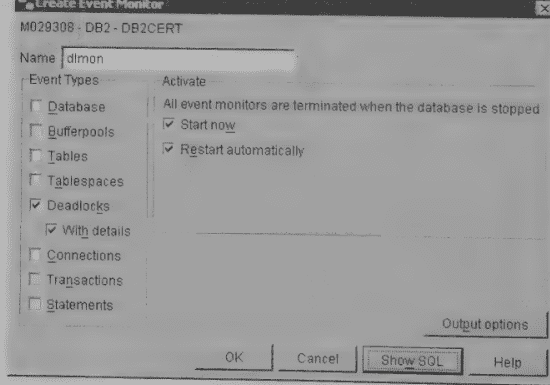 Create Event Monitor
M029308 - DB2 - DB2CERT
Name dlmon
Event Types
Activate
Database
Bufferpools
Tables
Tablespaces
Deadlocks
With details
Connections
Transactions
Statements
All event monitors are terminated when the database is stopped
Start now
Restart automatically
Output options
OK Cancel Show SQL Help